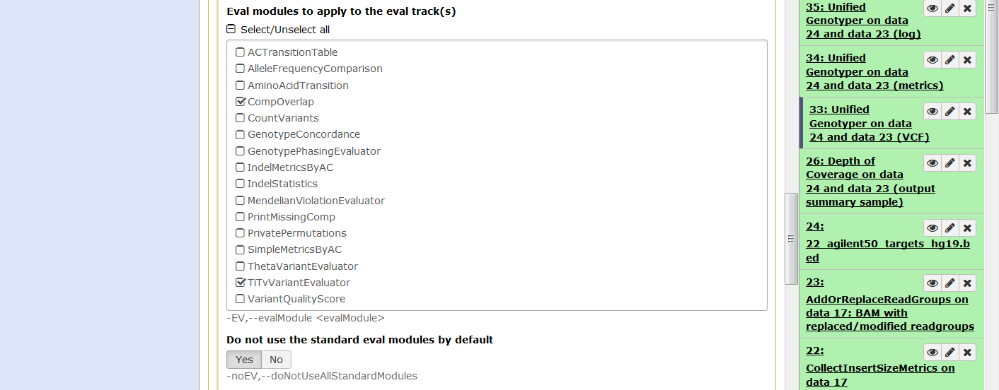 Eval modules to apply to the eval track(s)
Select/Unselect all
ACTransitionTable
AlleleFrequencyComparison
AminoAcidTransition
CompOverlap
CountVariants
GenotypeConcordance
GenotypePhasingEvaluator
IndelMetricsByAC
IndelStatistics
MendelianViolationEvaluator
PrintMissingComp
PrivatePermutations
SimpleMetricsByAC
ThetaVariantEvaluator
TiTvVariantEvaluator
VariantQualityScore
-EV,--evalModule <evalModule>
Do not use the standard eval modules by default
Yes No
-noEV,--doNotUseAllStandardModules
35: Unified
Genotyper on data
24 and data 23 (log)
34: Unified
Genotyper on data
24 and data 23 (metrics)
33: Unified
Genotyper on data
24 and data 23 (VCF)
26: Depth of
Coverage on data
24 and data 23 (output
summary sample)
24:
22_agilent50_targets_hg19.b
ed
23:
AddOrReplaceReadGroups on
data 17: BAM with
replaced/modified readgroups
22:
CollectInsertSizeMetrics on
data 17